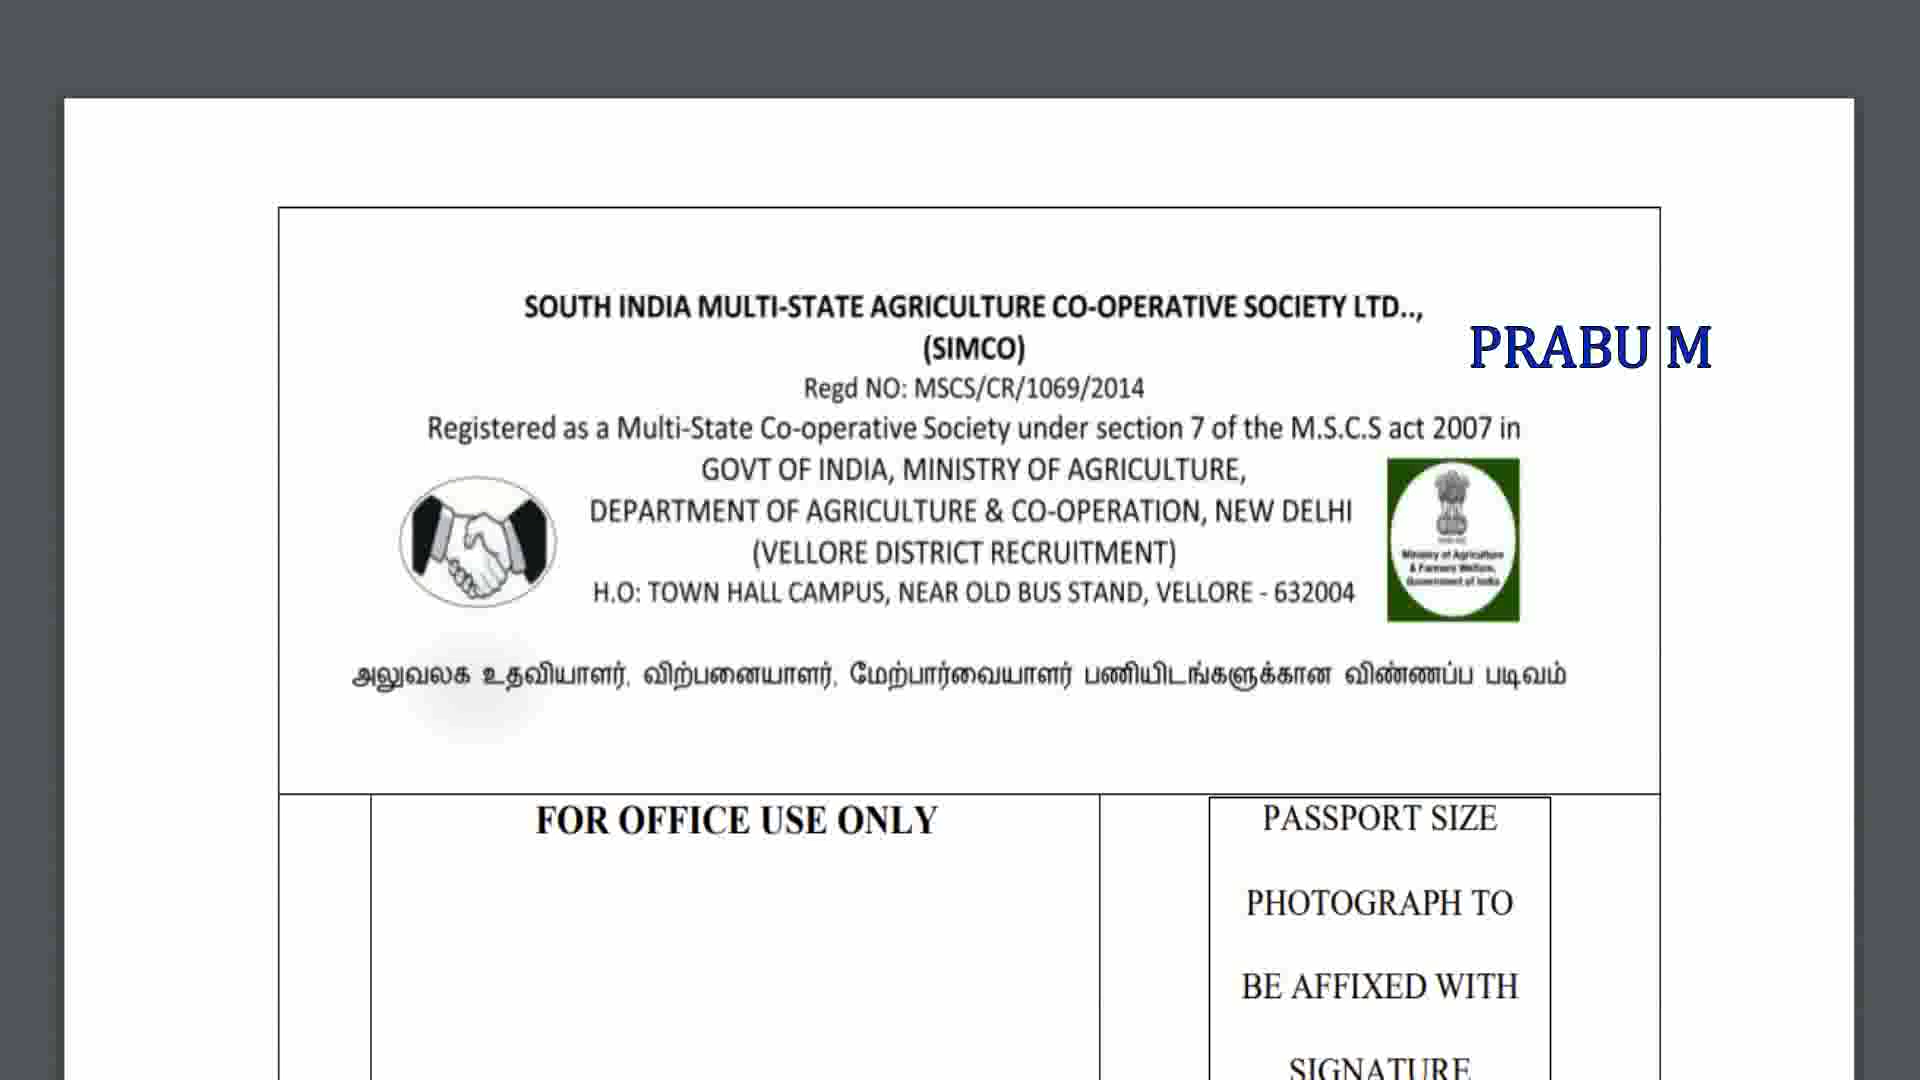 SOUTH INDIA MULTI-STATE AGRICULTURE CO-OPERATIVE SOCIETY LTD..,
(SIMCO)
PRABU M
Regd NO: MSCS/CR/1069/2014
Registered as a Multi-State Co-operative Society under section 7 of the M.S.C.S act 2007 in
GOVT OF INDIA, MINISTRY OF AGRICULTURE,
DEPARTMENT OF AGRICULTURE & CO-OPERATION, NEW DELHI
(VELLORE DISTRICT RECRUITMENT)
H.O: TOWN HALL CAMPUS, NEAR OLD BUS STAND, VELLORE - 632004
Ministry of Agriculture
& Farmers Welfare,
Government of India
அலுவலக உதவியாளர், விற்பனையாளர், மேற்பார்வையாளர் பணியிடங்களுக்கான விண்ணப்ப படிவம்
FOR OFFICE USE ONLY
PASSPORT SIZE
PHOTOGRAPH TO
BE AFFIXED WITH
SIGNATURE